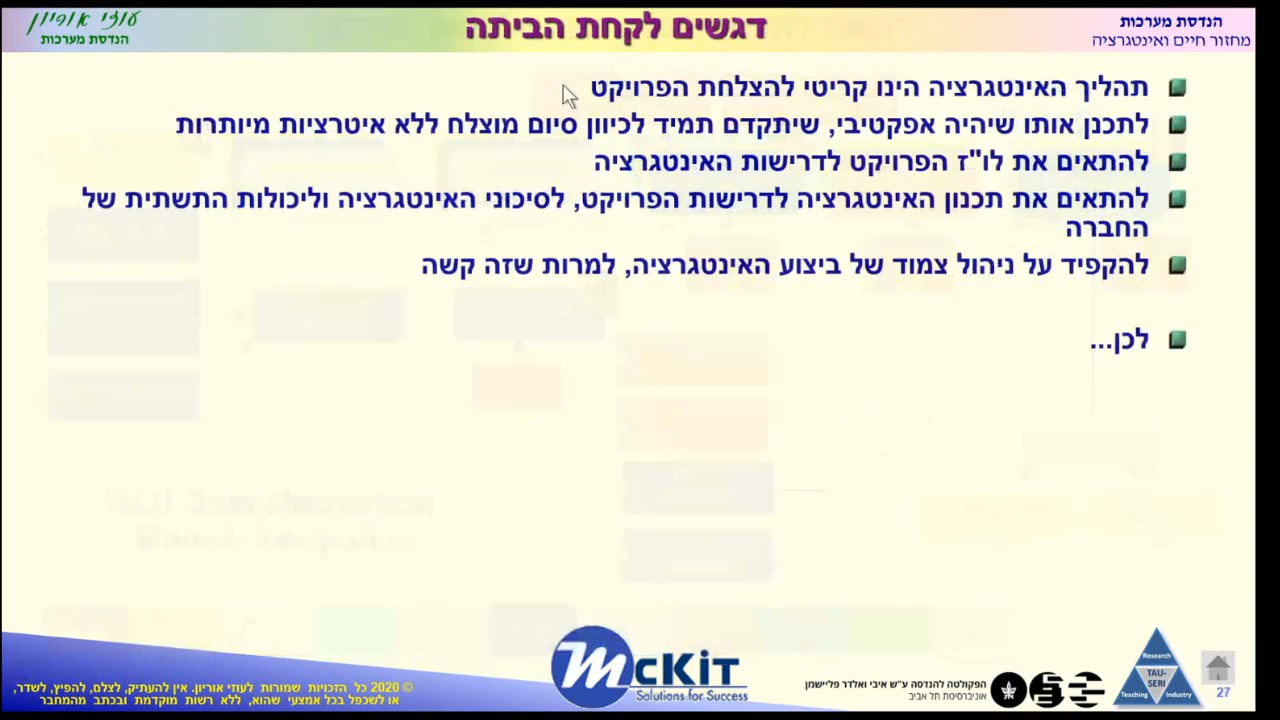 הנדסת מערכות
מחזור חיים ואינטגרציה
דגשים לקחת הביתה
עוזי אוריון
הנדסת מערכות
תהליך האינטגרציה הינו קריטי להצלחת הפרויקט
לתכנן אותו שיהיה אפקטיבי, שיתקדם תמיד לכיוון סיום מוצלח ללא איטרציות מיותרות
להתאים את לו"ז הפרויקט לדרישות האינטגרציה
להתאים את תכנון האינטגרציה לדרישות הפרויקט, לסיכוני האינטגרציה וליכולות התשתית של
החברה
להקפיד על ניהול צמוד של ביצוע האינטגרציה, למרות שזה קשה
לכן...
27
Research
TAU-
SERI
Teaching Industry
הפקולטה להנדסה ע"ש איבי ואלדר פליישמן
אוניברסיטת תל אביב
McKit
Solutions for Success
© 2020 כל הזכויות שמורות לעוזי אוריון. אין להעתיק, לצלם, להפיץ, לשדר,
או לשכפל בכל אמצעי שהוא, ללא רשות מוקדמת ובכתב מהמחבר